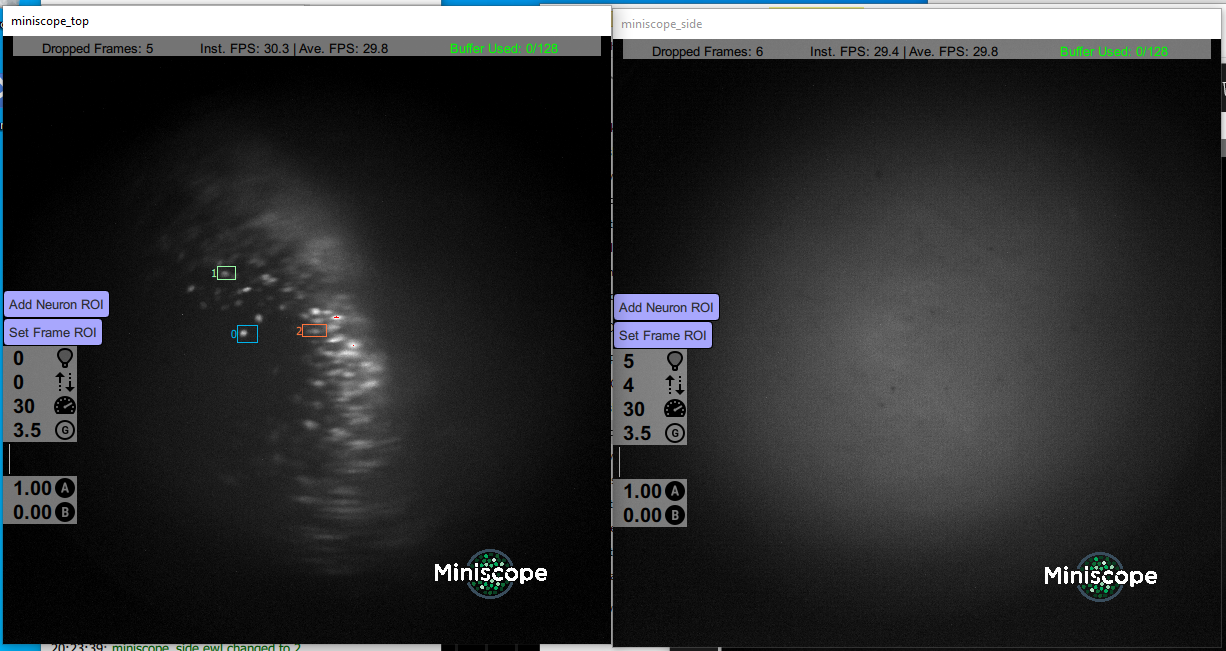 miniscope_top
Dropped Frames: 5 Inst. FPS: 30.3 | Ave. FPS: 29.8 Buffer Used: 0/128
1
0
2
Add Neuron ROI
Set Frame ROI
0
0
30
3.5 G
1.00 A
0.00 B
Miniscope
20:23:39: miniscope_side ewl changed to 2
miniscope_side
Dropped Frames: 6 Inst. FPS: 29.4 | Ave. FPS: 29.8 Buffer Used: 0/128
Add Neuron ROI
Set Frame ROI
5
4
30
3.5 G
1.00 A
0.00 B
Miniscope